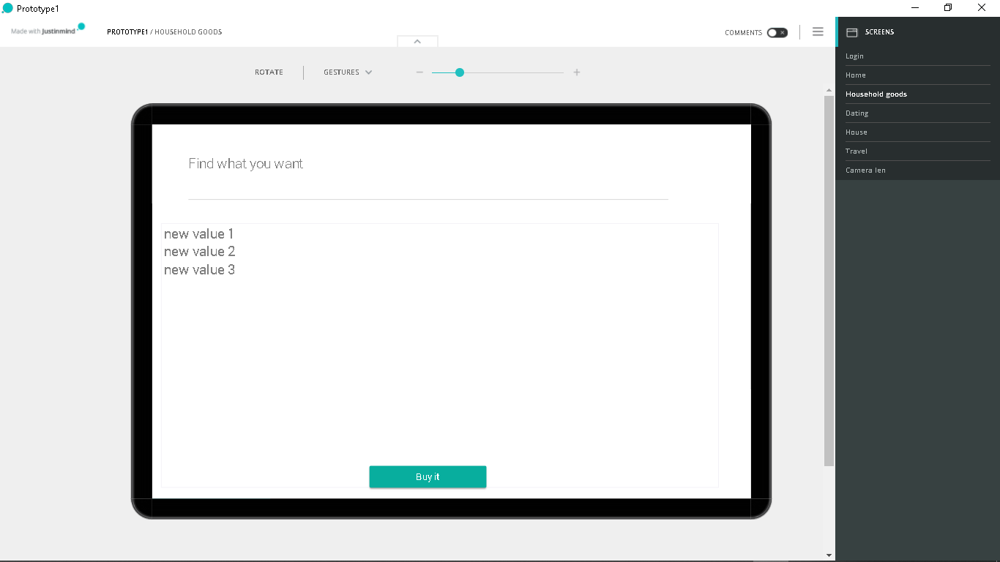 Prototype1
Made with Justinmind
PROTOTYPE1 / HOUSEHOLD GOODS
COMMENTS
SCREENS
Login
Home
Household goods
Dating
House
Travel
Camera len
ROTATE
GESTURES
Find what you want
new value 1
new value 2
new value 3
Buy it